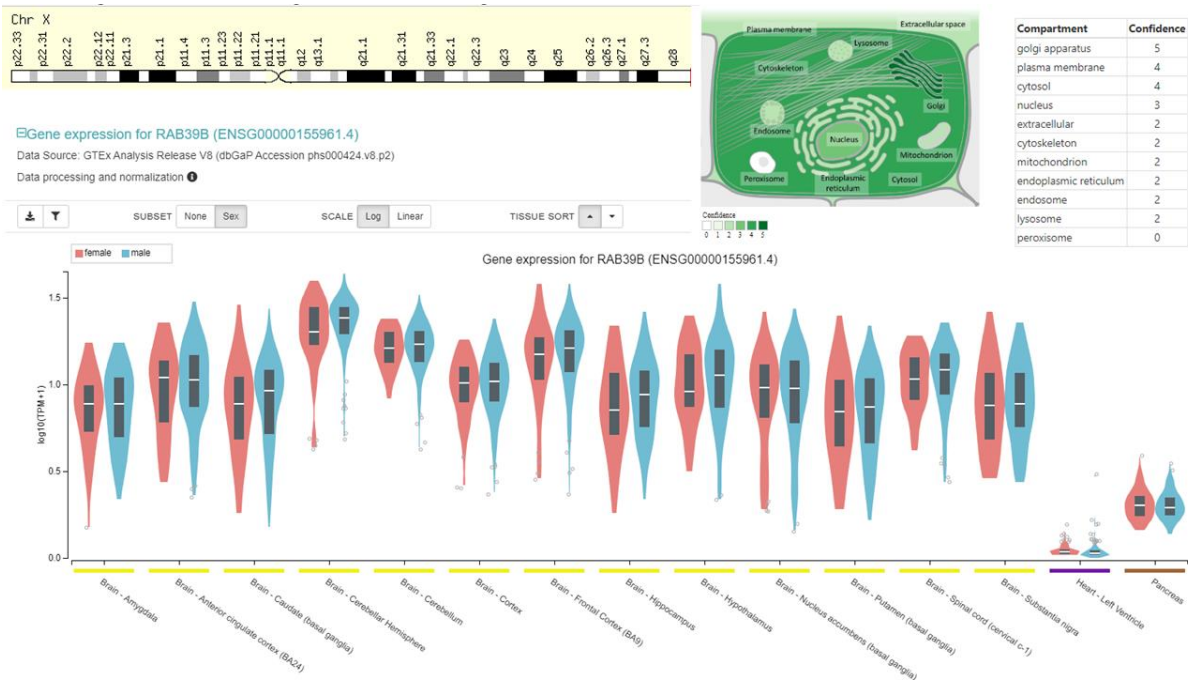 Chr X
p22.33
p22.31
p22.2
p22.12
p22.11
p21.3
p21.1
p11.4
p11.3
p11.23
p11.22
p11.21
p11.1
q11.1
q12
q13.1
q21.1
q21.31
q21.33
q22.1
q22.3
q23
q24
q25
q26.2
q26.3
q27.1
q27.3
q28
Plasma membrane
Extracellular space
Lysosome
Cytoskeleton
Golgi
Endosome
Nucleus
Mitochondrion
Peroxisome
Endoplasmic
reticulum
Cytosol
Confidence
0 1 2 3 4 5
Compartment Confidence
golgi apparatus 5
plasma membrane 4
cytosol 4
nucleus 3
extracellular 2
cytoskeleton 2
mitochondrion 2
endoplasmic reticulum 2
endosome 2
lysosome 2
peroxisome 0
Gene expression for RAB39B (ENSG00000155961.4)
Data Source: GTEx Analysis Release V8 (dbGaP Accession phs000424.v8.p2)
Data processing and normalization
SUBSET None Sex SCALE Log Linear TISSUE SORT
female male
Gene expression for RAB39B (ENSG00000155961.4)
log10(TPM+1)
1.5
1.0
0.5
0.0
Brain - Amygdala
Brain - Anterior cingulate cortex (BA24)
Brain - Caudate (basal ganglia)
Brain - Cerebellar Hemisphere
Brain - Cerebellum
Brain - Cortex
Brain - Frontal Cortex (BA9)
Brain - Hippocampus
Brain - Hypothalamus
Brain - Nucleus accumbens (basal ganglia)
Brain - Putamen (basal ganglia)
Brain - Spinal cord (cervical c-1)
Brain - Substantia nigra
Heart - Left Ventricle
Pancreas